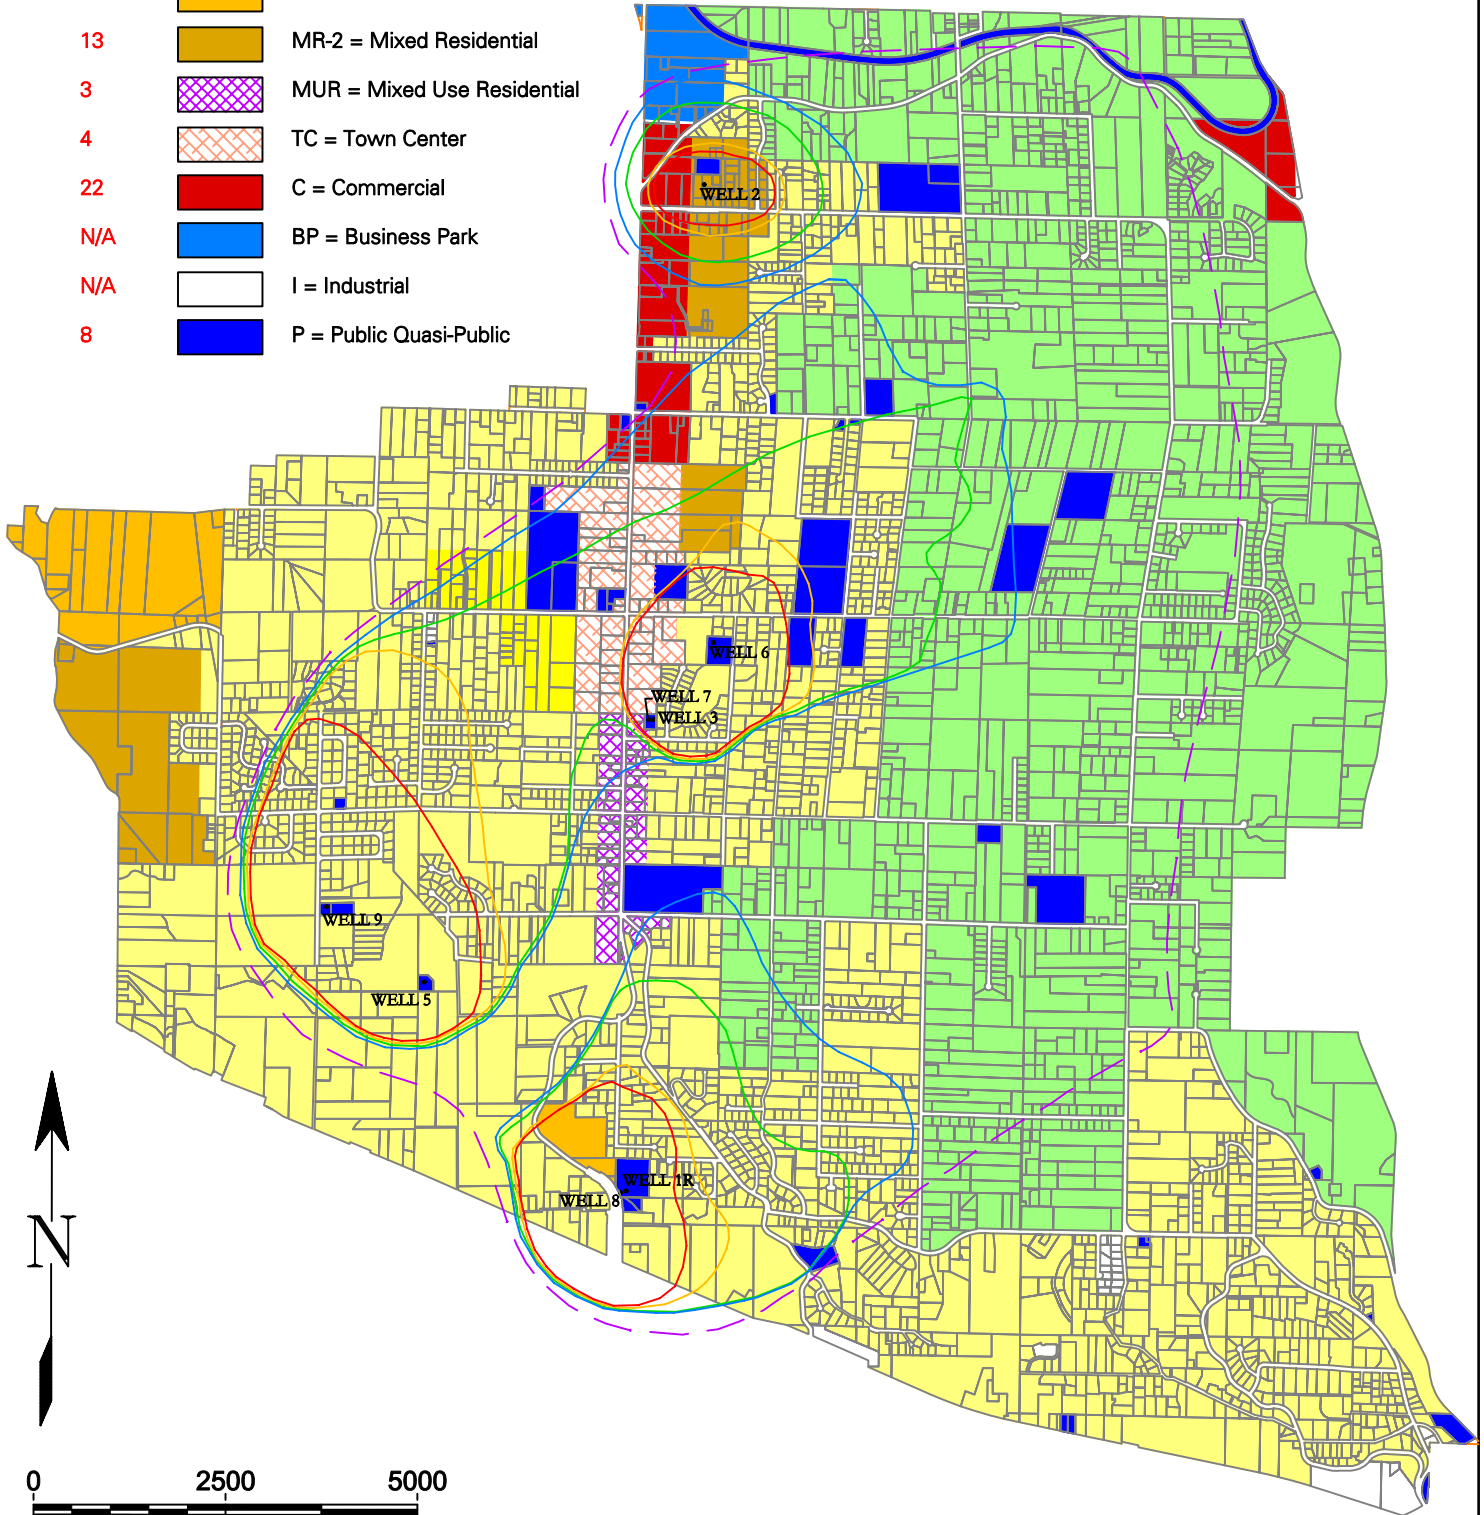 13 MR-2 = Mixed Residential
3 MUR = Mixed Use Residential
4 TC = Town Center
22 C = Commercial
N/A BP = Business Park
N/A I = Industrial
8 P = Public Quasi-Public
WELL 2
WELL 6
WELL 7
WELL 3
WELL 9
WELL 5
WELL 1R
WELL 8
N
0 2500 5000